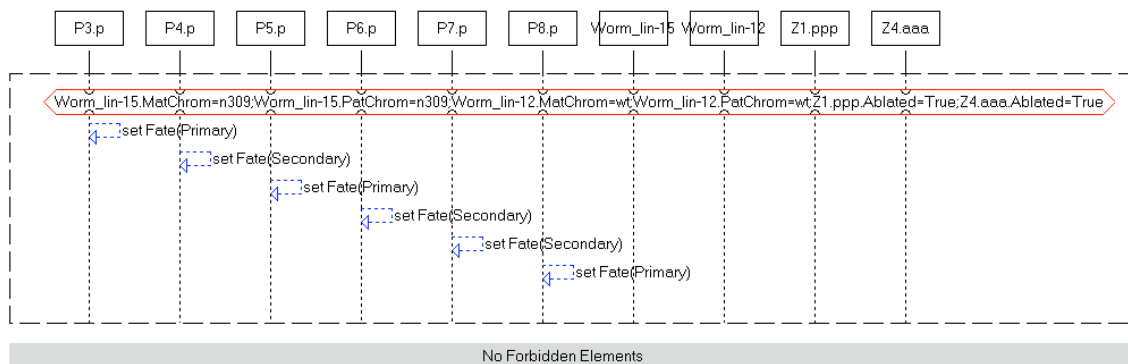 P3.p P4.p P5.p P6.p P7.p P8.p Worm_lin-15 Worm_lin-12 Z1.ppp Z4.aaa
Worm_lin-15.MatChrom=n309;Worm_lin-15.PatChrom=n309;Worm_lin-12.MatChrom=wt;Worm_lin-12.PatChrom=wt;Z1.ppp.Ablated=True;Z4.aaa.Ablated=True
set Fate(Primary)
set Fate(Secondary)
set Fate(Primary)
set Fate(Secondary)
set Fate(Secondary)
set Fate(Primary)
No Forbidden Elements